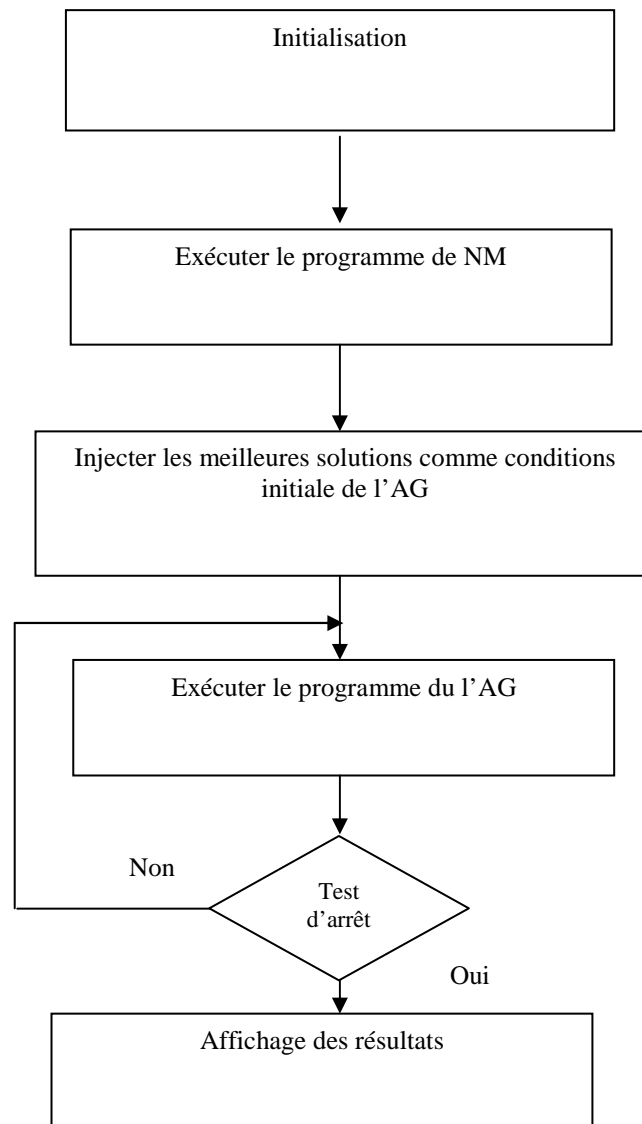 Initialisation
Exécuter le programme de NM
Injecter les meilleures solutions comme conditions
initiale de l’AG
Exécuter le programme du l’AG
Non
Test
d’arrêt
Oui
Affichage des résultats